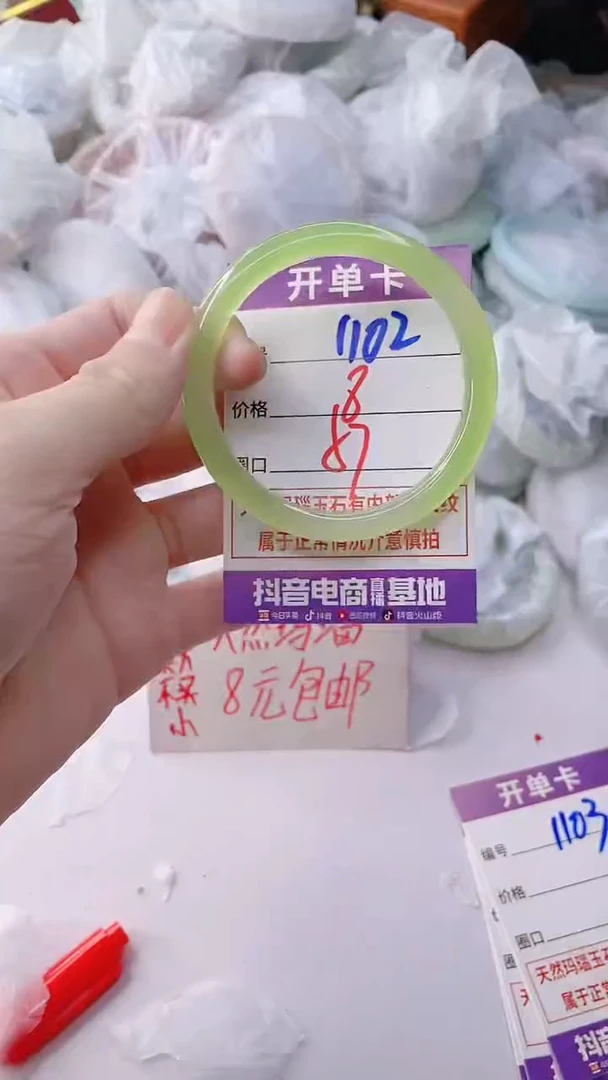 开单卡
1102
价格
8
圈口
57
属于正常情况介意慎拍
抖音电商直播基地
今日头条 抖音 西瓜视频 抖音火山版
天然玛瑙
8元包邮
开单卡
编号
1103
价格
圈口
天然玛瑙玉石
属于正常
抖音